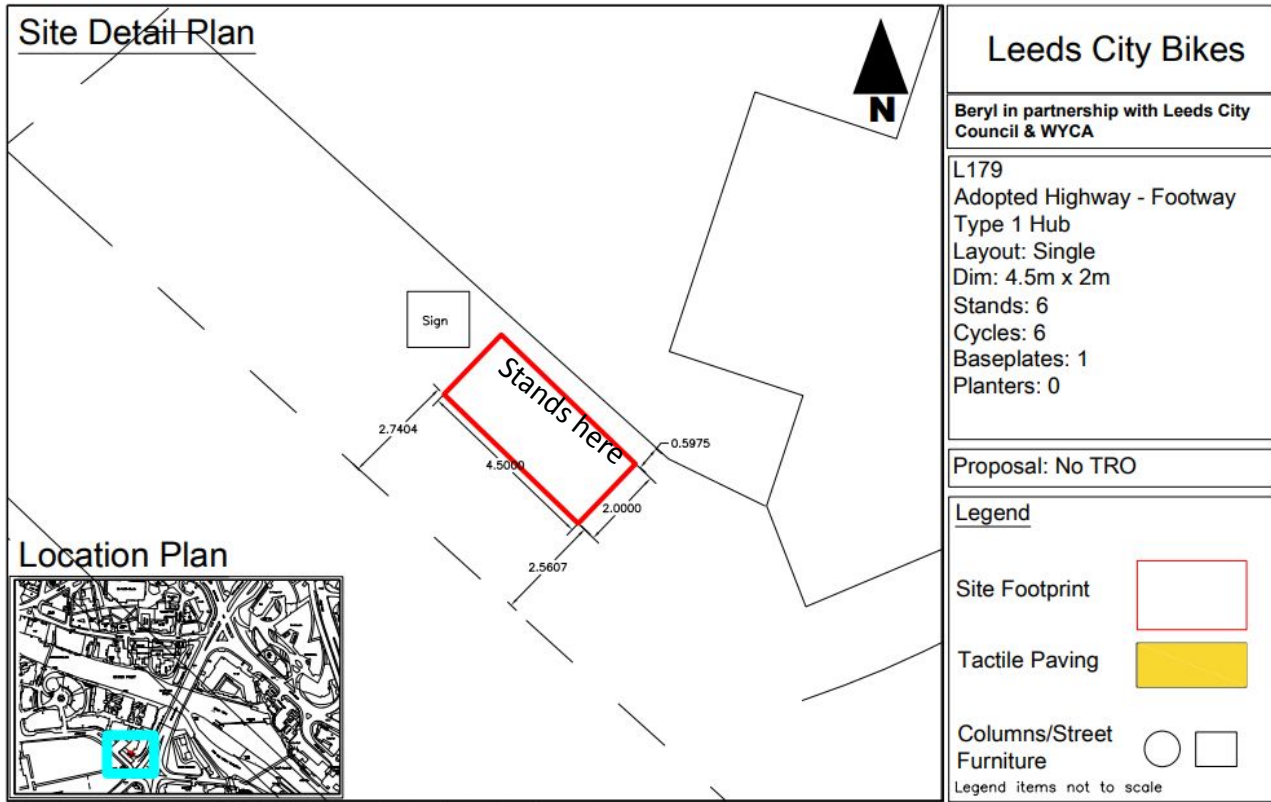 Site Detail Plan
N
Sign
Stands here
2.7404
4.5000
0.5975
2.0000
2.5607
Location Plan
Leeds City Bikes
Beryl in partnership with Leeds City
Council & WYCA
L179
Adopted Highway - Footway
Type 1 Hub
Layout: Single
Dim: 4.5m x 2m
Stands: 6
Cycles: 6
Baseplates: 1
Planters: 0
Proposal: No TRO
Legend
Site Footprint
Tactile Paving
Columns/Street
Furniture
Legend items not to scale